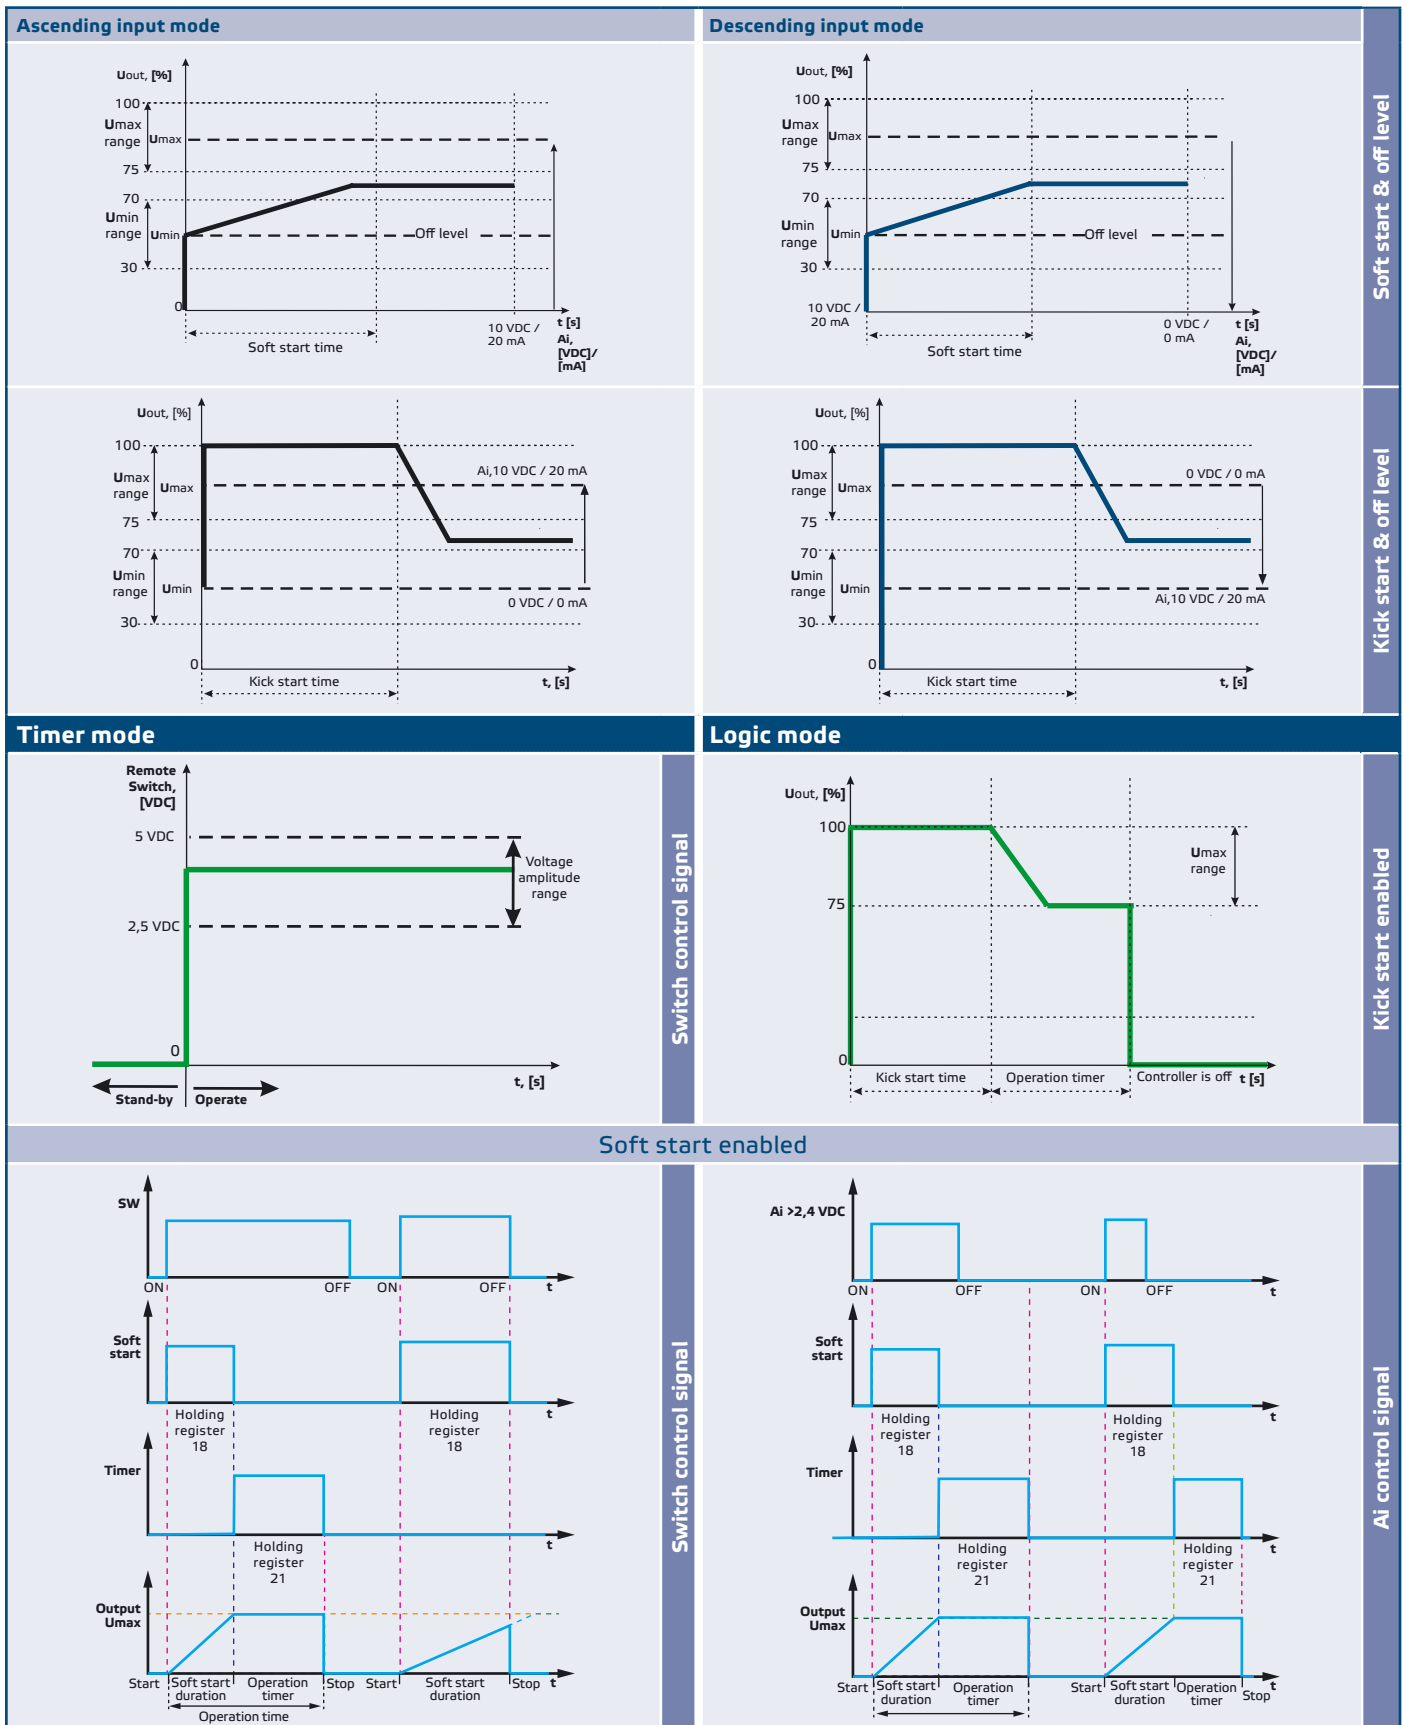 Ascending input mode
Descending input mode
Soft start & off level
Uout, [%]
100
Umax
range
Umax
75
70
Umin
range
Umin
Off level
30
0
Soft start time
10 VDC /
20 mA
t [s]
Ai,
[VDC]/
[mA]
Uout, [%]
100
Umax
range
Umax
75
70
Umin
range
Umin
Off level
30
10 VDC /
20 mA
Soft start time
0 VDC /
0 mA
t [s]
Ai,
[VDC]/
[mA]
Kick start & off level
Uout, [%]
100
Ai,10 VDC / 20 mA
Umax
range
Umax
75
70
Umin
range
Umin
0 VDC / 0 mA
30
0
Kick start time
t, [s]
Uout, [%]
100
0 VDC / 0 mA
Umax
range
Umax
75
70
Umin
range
Umin
Ai,10 VDC / 20 mA
30
0
Kick start time
t, [s]
Timer mode
Logic mode
Remote
Switch,
[VDC]
5 VDC
Voltage
amplitude
range
2,5 VDC
0
t, [s]
Stand-by
Operate
Switch control signal
Uout, [%]
100
Umax
range
75
0
Kick start time
Operation timer
Controller is off
t [s]
Kick start enabled
Soft start enabled
SW
ON
OFF
ON
OFF
t
Soft
start
Holding
register
18
Holding
register
18
t
Timer
Holding
register
21
t
Output
Umax
Start
Soft start
duration
Operation
timer
Stop
Start
Soft start
duration
Stop
t
Operation time
Switch control signal
Ai >2,4 VDC
ON
OFF
ON
OFF
t
Soft
start
Holding
register
18
Holding
register
18
t
Timer
Holding
register
21
Holding
register
21
t
Output
Umax
Start
Soft start
duration
Operation
timer
Start
Soft start
duration
Operation
timer
Stop
t
Ai control signal